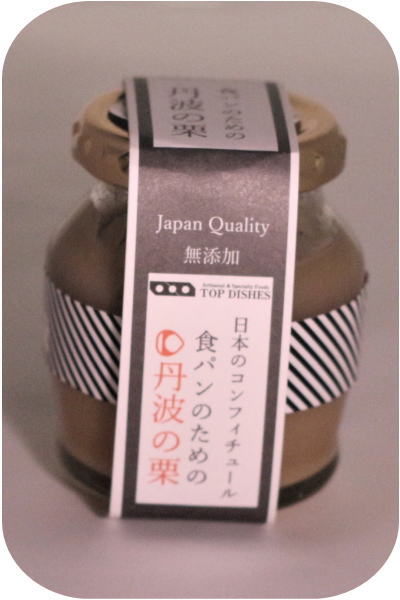 食パンのための
丹波の栗
Japan Quality
無添加
Artisanal & Specialty Foods
TOP DISHES
日本のコンフィチュール
食パンのための
丹波の栗